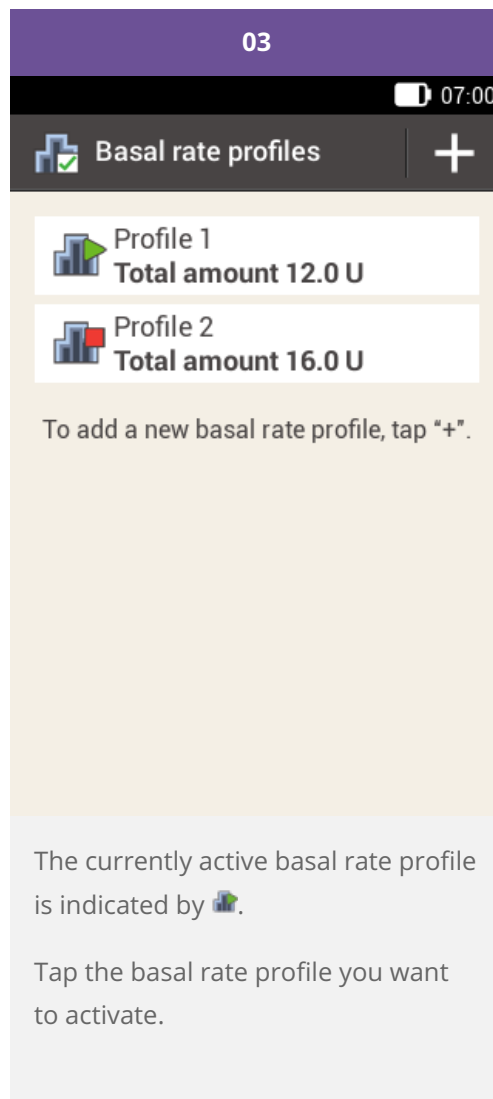 03
07:00
Basal rate profiles
Profile 1
Total amount 12.0 U
Profile 2
Total amount 16.0 U
To add a new basal rate profile, tap “+”.
The currently active basal rate profile
is indicated by .
Tap the basal rate profile you want
to activate.